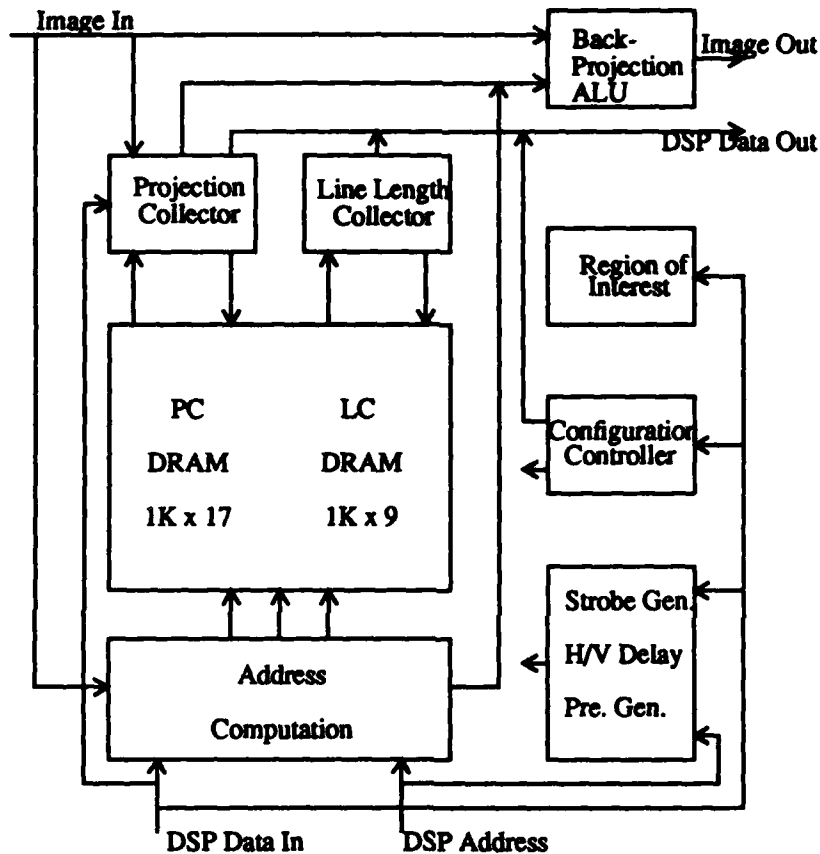 Image In
Back-
Projection
ALU
Image Out
DSP Data Out
Projection
Collector
Line Length
Collector
Region of
Interest
PC
DRAM
1K x 17
LC
DRAM
1K x 9
Configuration
Controller
Strobe Gen.
H/V Delay
Pre. Gen.
Address
Computation
DSP Data In
DSP Address